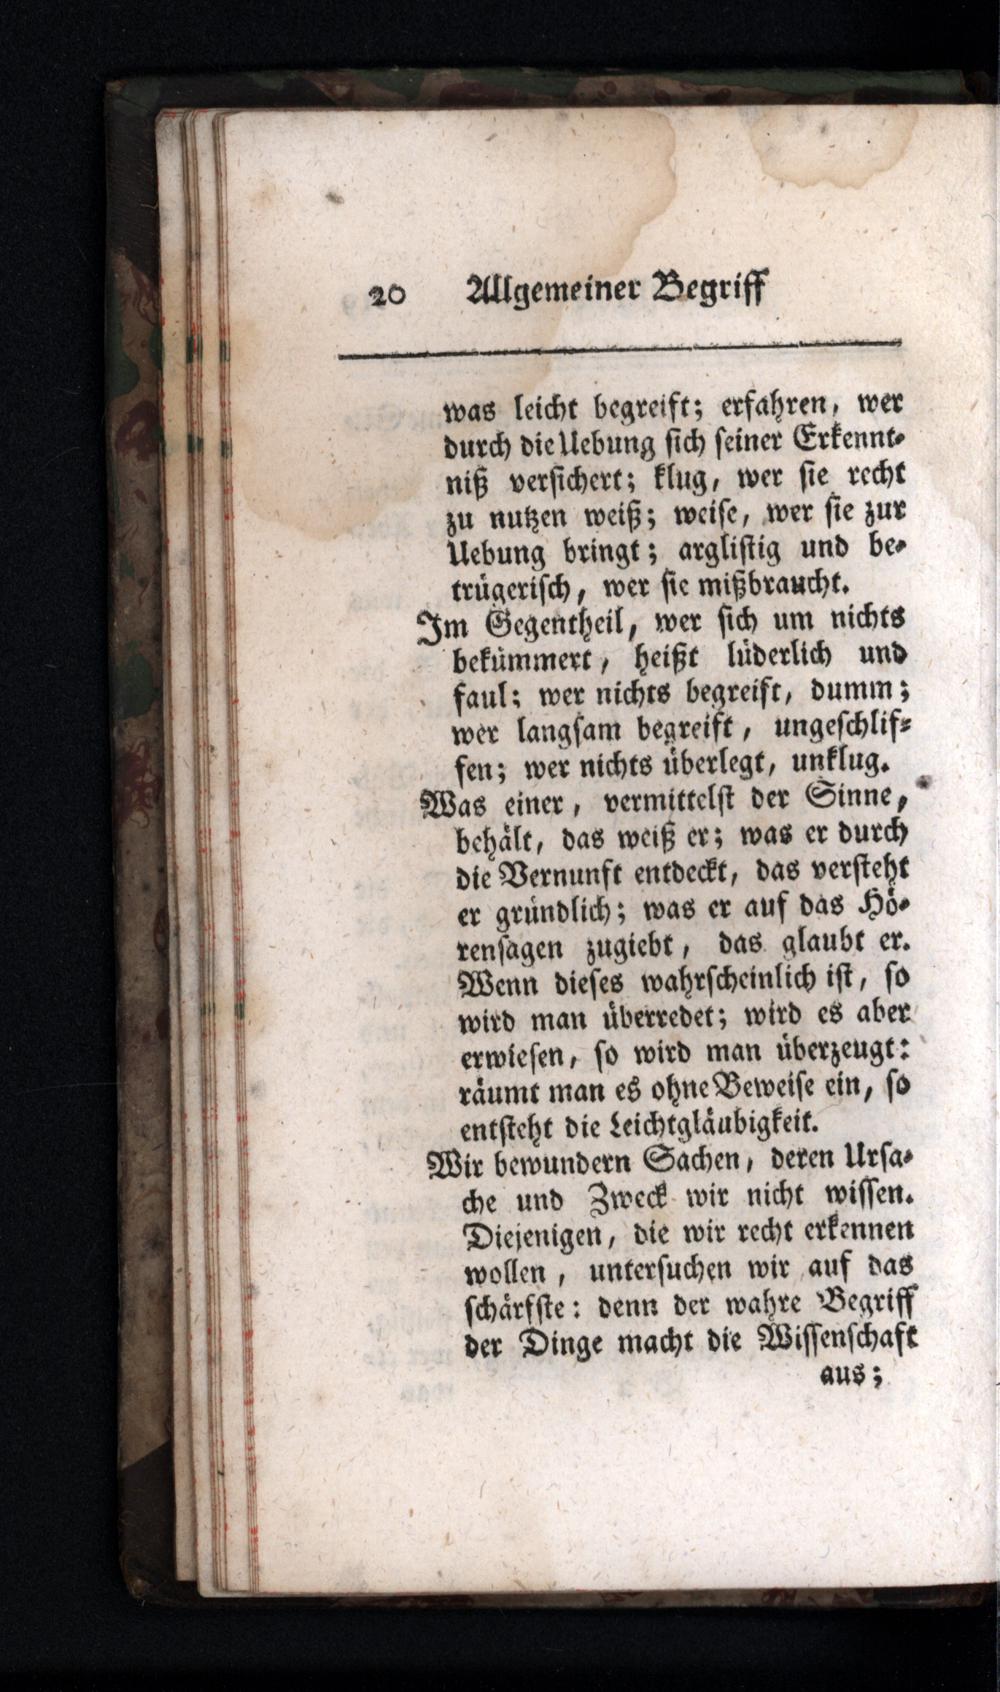 20 Allgemeiner Begriff
was leicht begreift; erfahren, wer
durch die Uebung sich seiner Erkennt-
niß versichert; klug, wer sie recht
zu nutzen weiß; weise, wer sie zur
Uebung bringt; arglistig und be-
trügerisch, wer sie mißbraucht.
Im Gegentheil, wer sich um nichts
bekümmert, heißt lüderlich und
faul; wer nichts begreift, dumm;
wer langsam begreift, ungeschlif-
fen; wer nichts überlegt, unklug.
Was einer, vermittelst der Sinne,
behält, das weiß er; was er durch
die Vernunft entdeckt, das versteht
er gründlich; was er auf das Hö-
rensagen zugiebt, das glaubt er.
Wenn dieses wahrscheinlich ist, so
wird man überredet; wird es aber
erwiesen, so wird man überzeugt:
räumt man es ohne Beweise ein, so
entsteht die Leichtgläubigkeit.
Wir bewundern Sachen, deren Ursa-
che und Zweck wir nicht wissen.
Diejenigen, die wir recht erkennen
wollen, untersuchen wir auf das
schärfste: denn der wahre Begriff
der Dinge macht die Wissenschaft
aus;